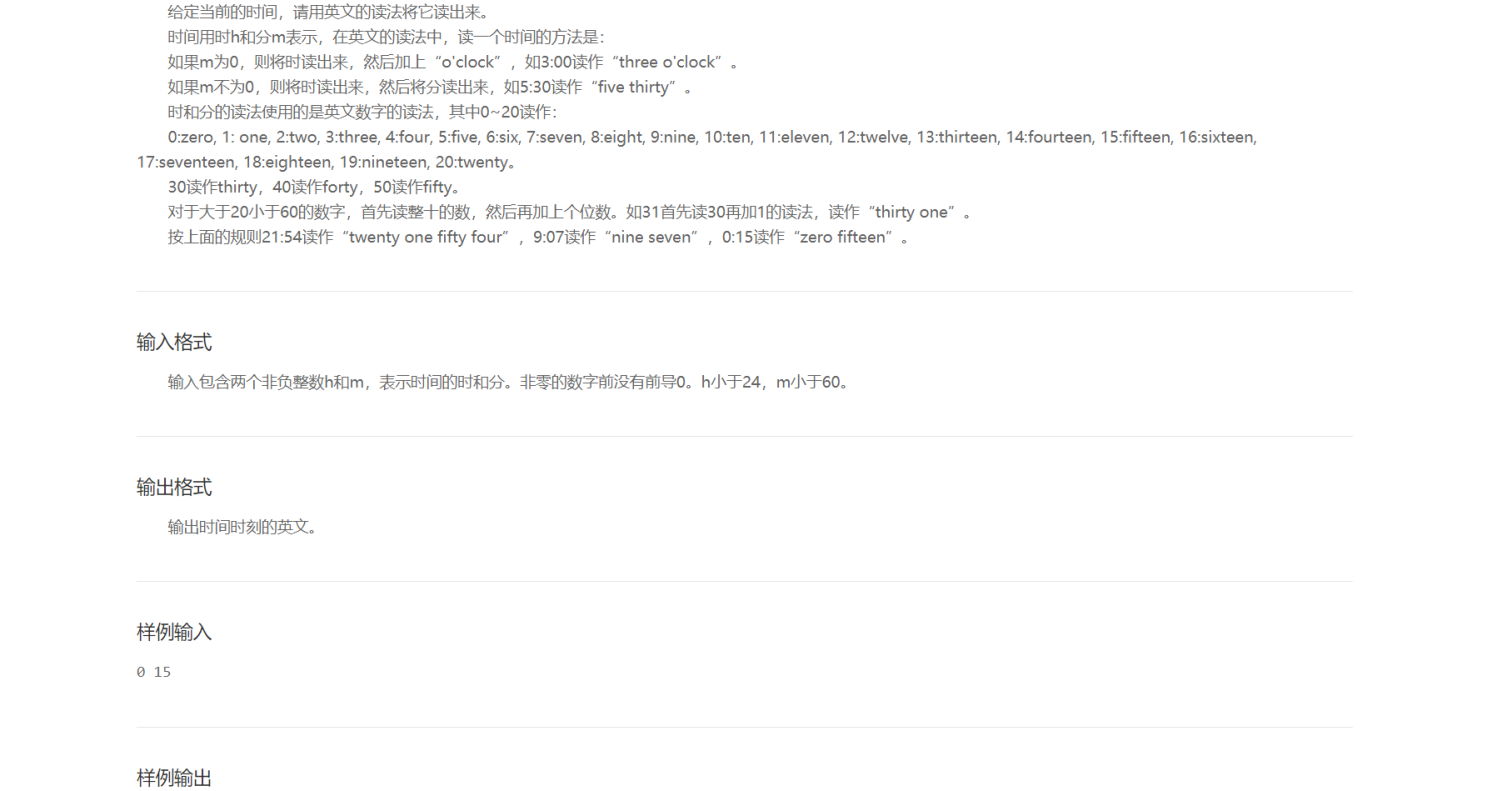 给定当前的时间，请用英文的读法将它读出来。
时间用时h和分m表示，在英文的读法中，读一个时间的方法是：
如果m为0，则将时读出来，然后加上“o'clock”，如3:00读作“three o'clock”。
如果m不为0，则将时读出来，然后将分读出来，如5:30读作“five thirty”。
时和分的读法使用的是英文数字的读法，其中0~20读作：
0:zero, 1: one, 2:two, 3:three, 4:four, 5:five, 6:six, 7:seven, 8:eight, 9:nine, 10:ten, 11:eleven, 12:twelve, 13:thirteen, 14:fourteen, 15:fifteen, 16:sixteen,
17:seventeen, 18:eighteen, 19:nineteen, 20:twenty。
30读作thirty，40读作forty，50读作fifty。
对于大于20小于60的数字，首先读整十的数，然后再加上个位数。如31首先读30再加1的读法，读作“thirty one”。
按上面的规则21:54读作“twenty one fifty four”，9:07读作“nine seven”，0:15读作“zero fifteen”。
输入格式
输入包含两个非负整数h和m，表示时间的时和分。非零的数字前没有前导0。h小于24，m小于60。
输出格式
输出时间时刻的英文。
样例输入
0 15
样例输出